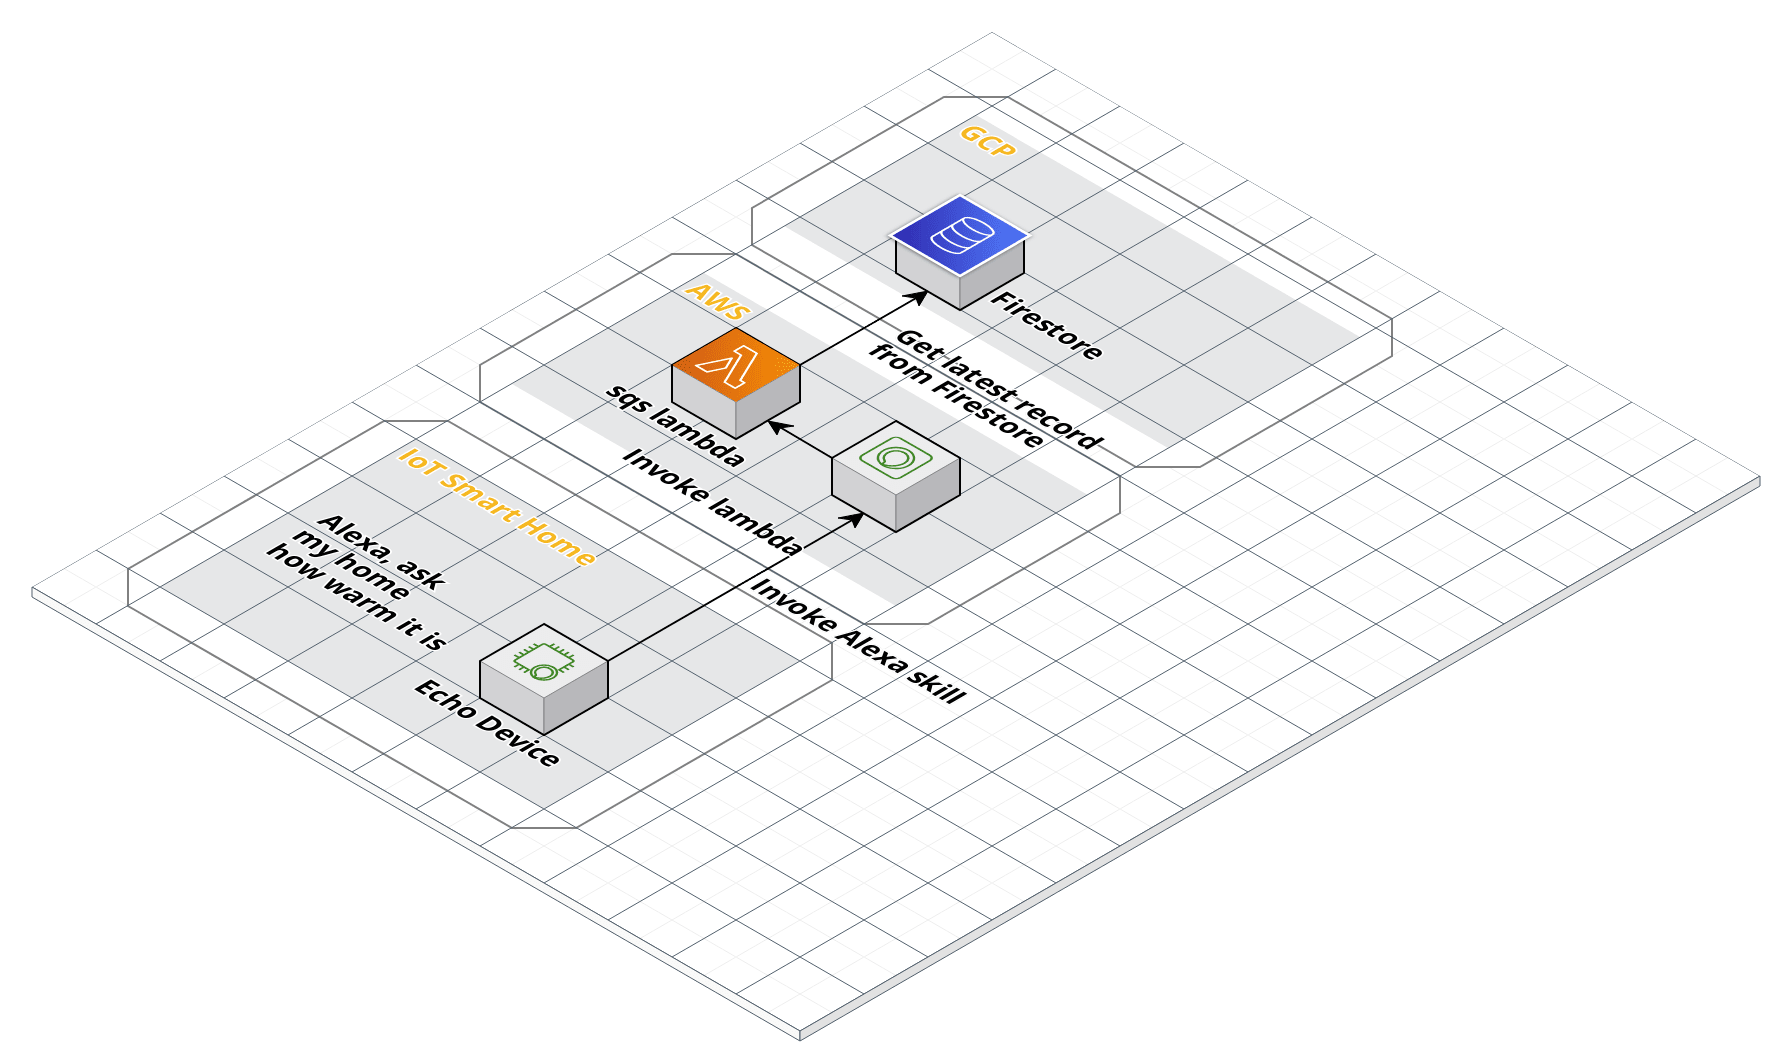 GCP
Firestore
Get latest record
from Firestore
AWS
sqs lambda
Invoke lambda
Invoke Alexa skill
IoT Smart Home
Alexa, ask
my home
how warm it is
Echo Device